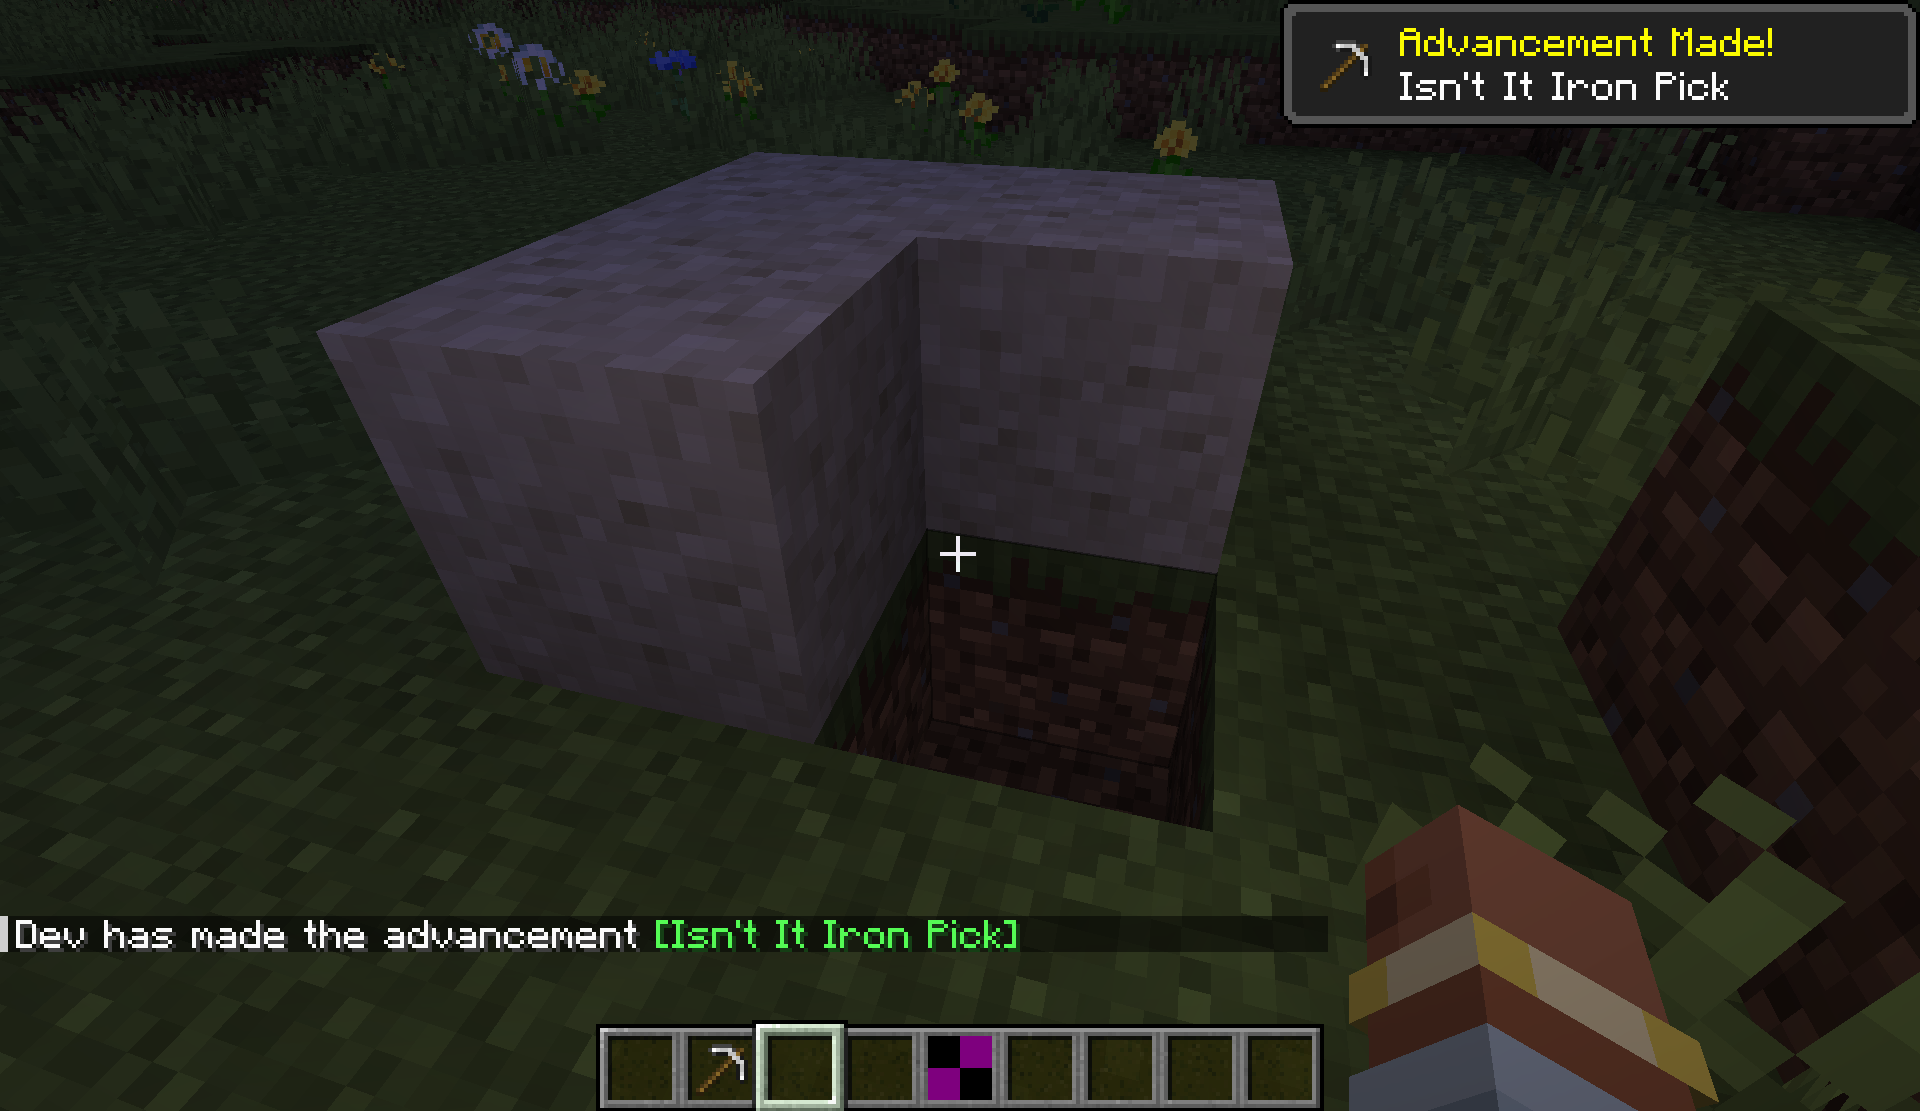 Advancement Made!
Isn't It Iron Pick
Dev has made the advancement [Isn't It Iron Pick]